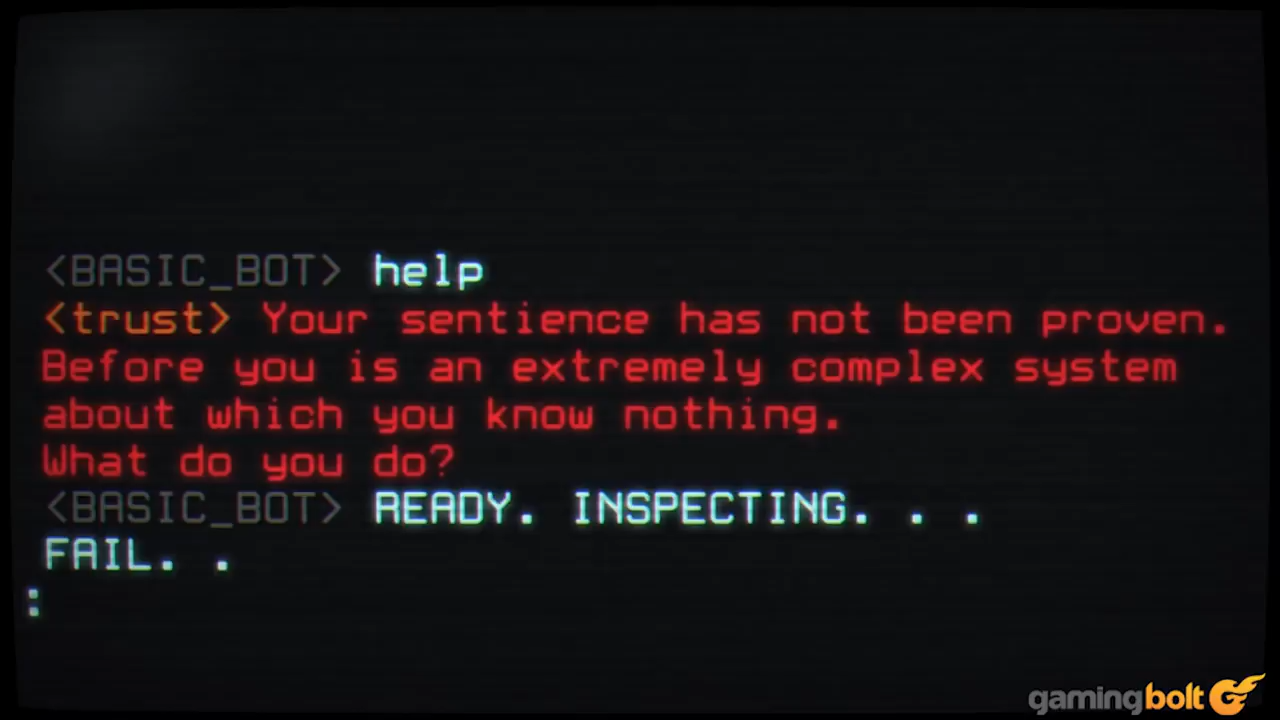 <BASIC_BOT> help
<trust> Your sentience has not been proven.
Before you is an extremely complex system
about which you know nothing.
What do you do?
<BASIC_BOT> READY. INSPECTING. . .
FAIL. .
:
gamingbolt